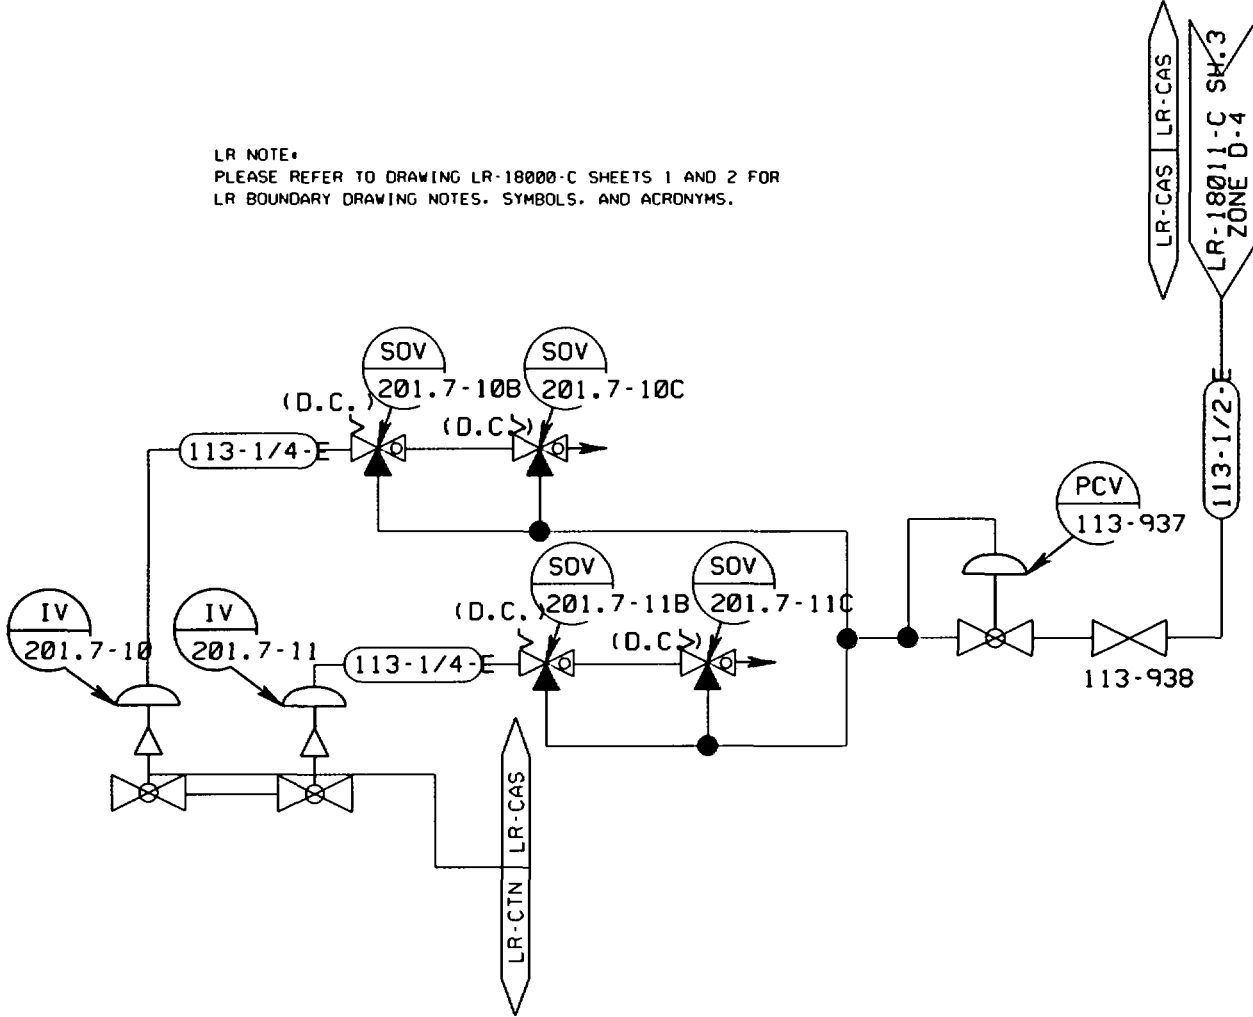 LR-CAS LR-CAS
LR-18011-C SH.3
ZONE D-4
LR NOTE:
PLEASE REFER TO DRAWING LR-18000-C SHEETS 1 AND 2 FOR
LR BOUNDARY DRAWING NOTES. SYMBOLS. AND ACRONYMS.
SOV
201.7-10B
SOV
201.7-10C
(D.C.)
(D.C.)
113-1/4-E
113-1/2-E
PCV
113-937
SOV
201.7-11B
SOV
201.7-11C
(D.C.)
(D.C.)
IV
201.7-10
IV
201.7-11
113-1/4-E
113-938
LR-CTN LR-CAS